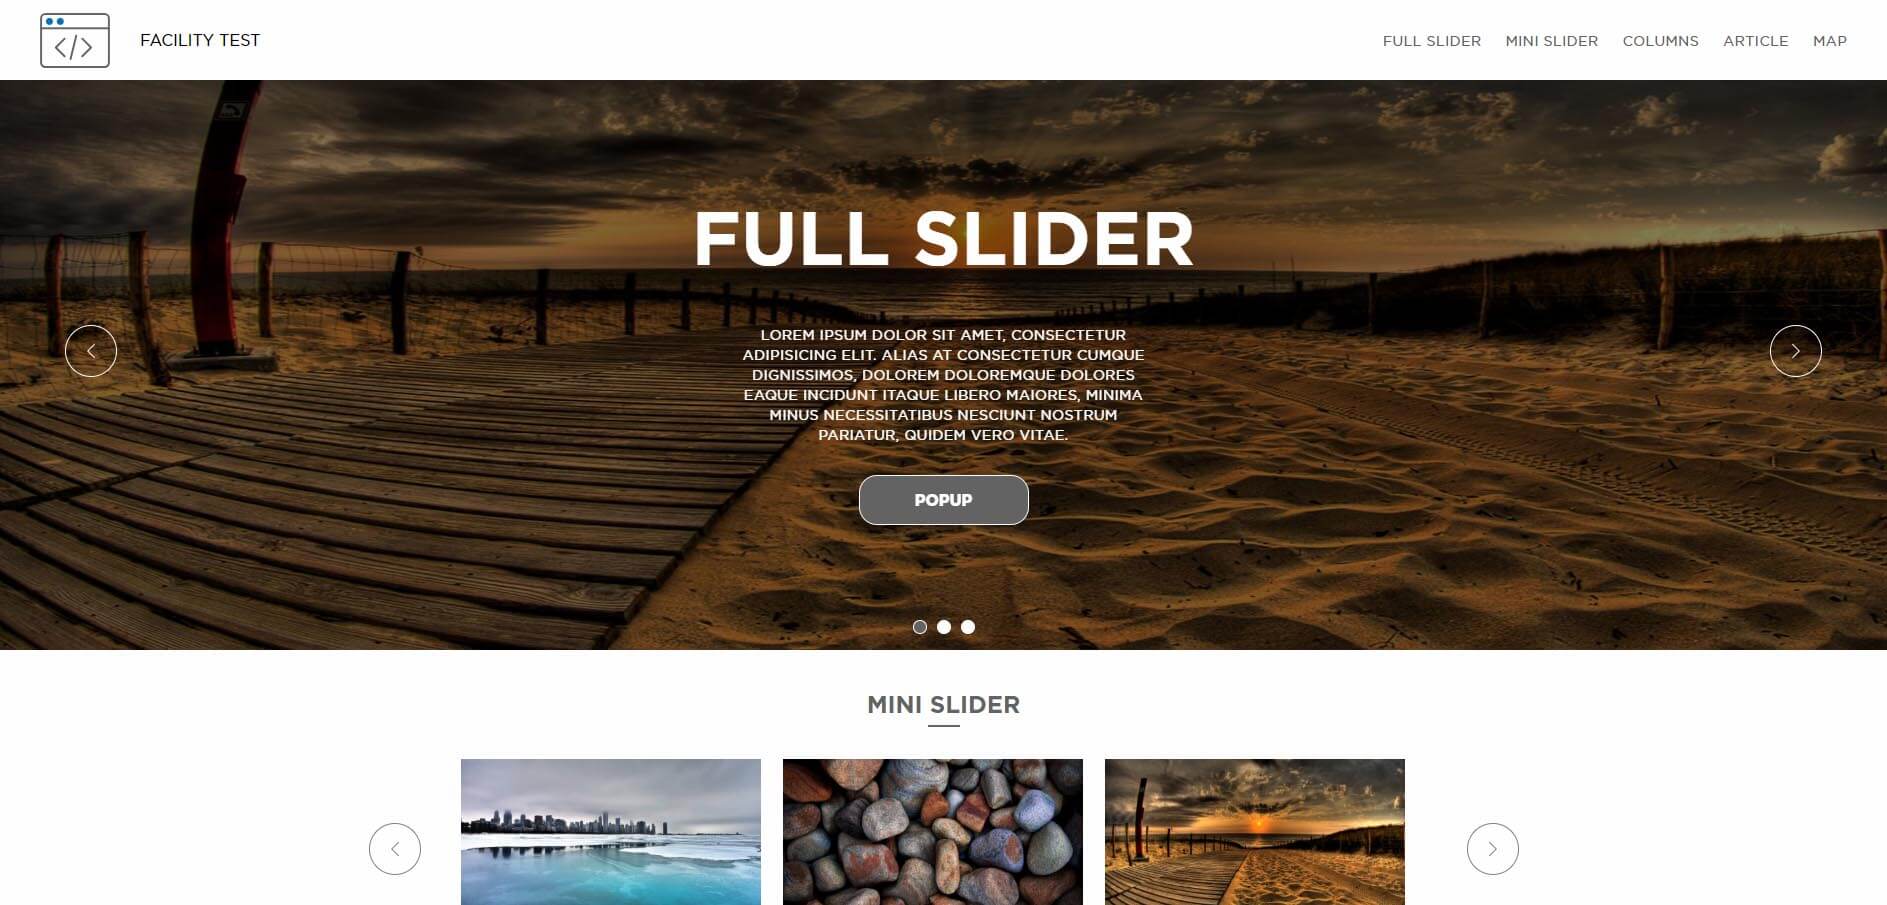 </>
FACILITY TEST
FULL SLIDER MINI SLIDER COLUMNS ARTICLE MAP
FULL SLIDER
LOREM IPSUM DOLOR SIT AMET, CONSECTETUR
ADIPISICING ELIT. ALIAS AT CONSECTETUR CUMQUE
DIGNISSIMOS, DOLOREM DOLOREMQUE DOLORES
EAQUE INCIDUNT ITAQUE LIBERO MAIORES, MINIMA
MINUS NECESSITATIBUS NESCIUNT NOSTRUM
PARIATUR, QUIDEM VERO VITAE.
POPUP
MINI SLIDER